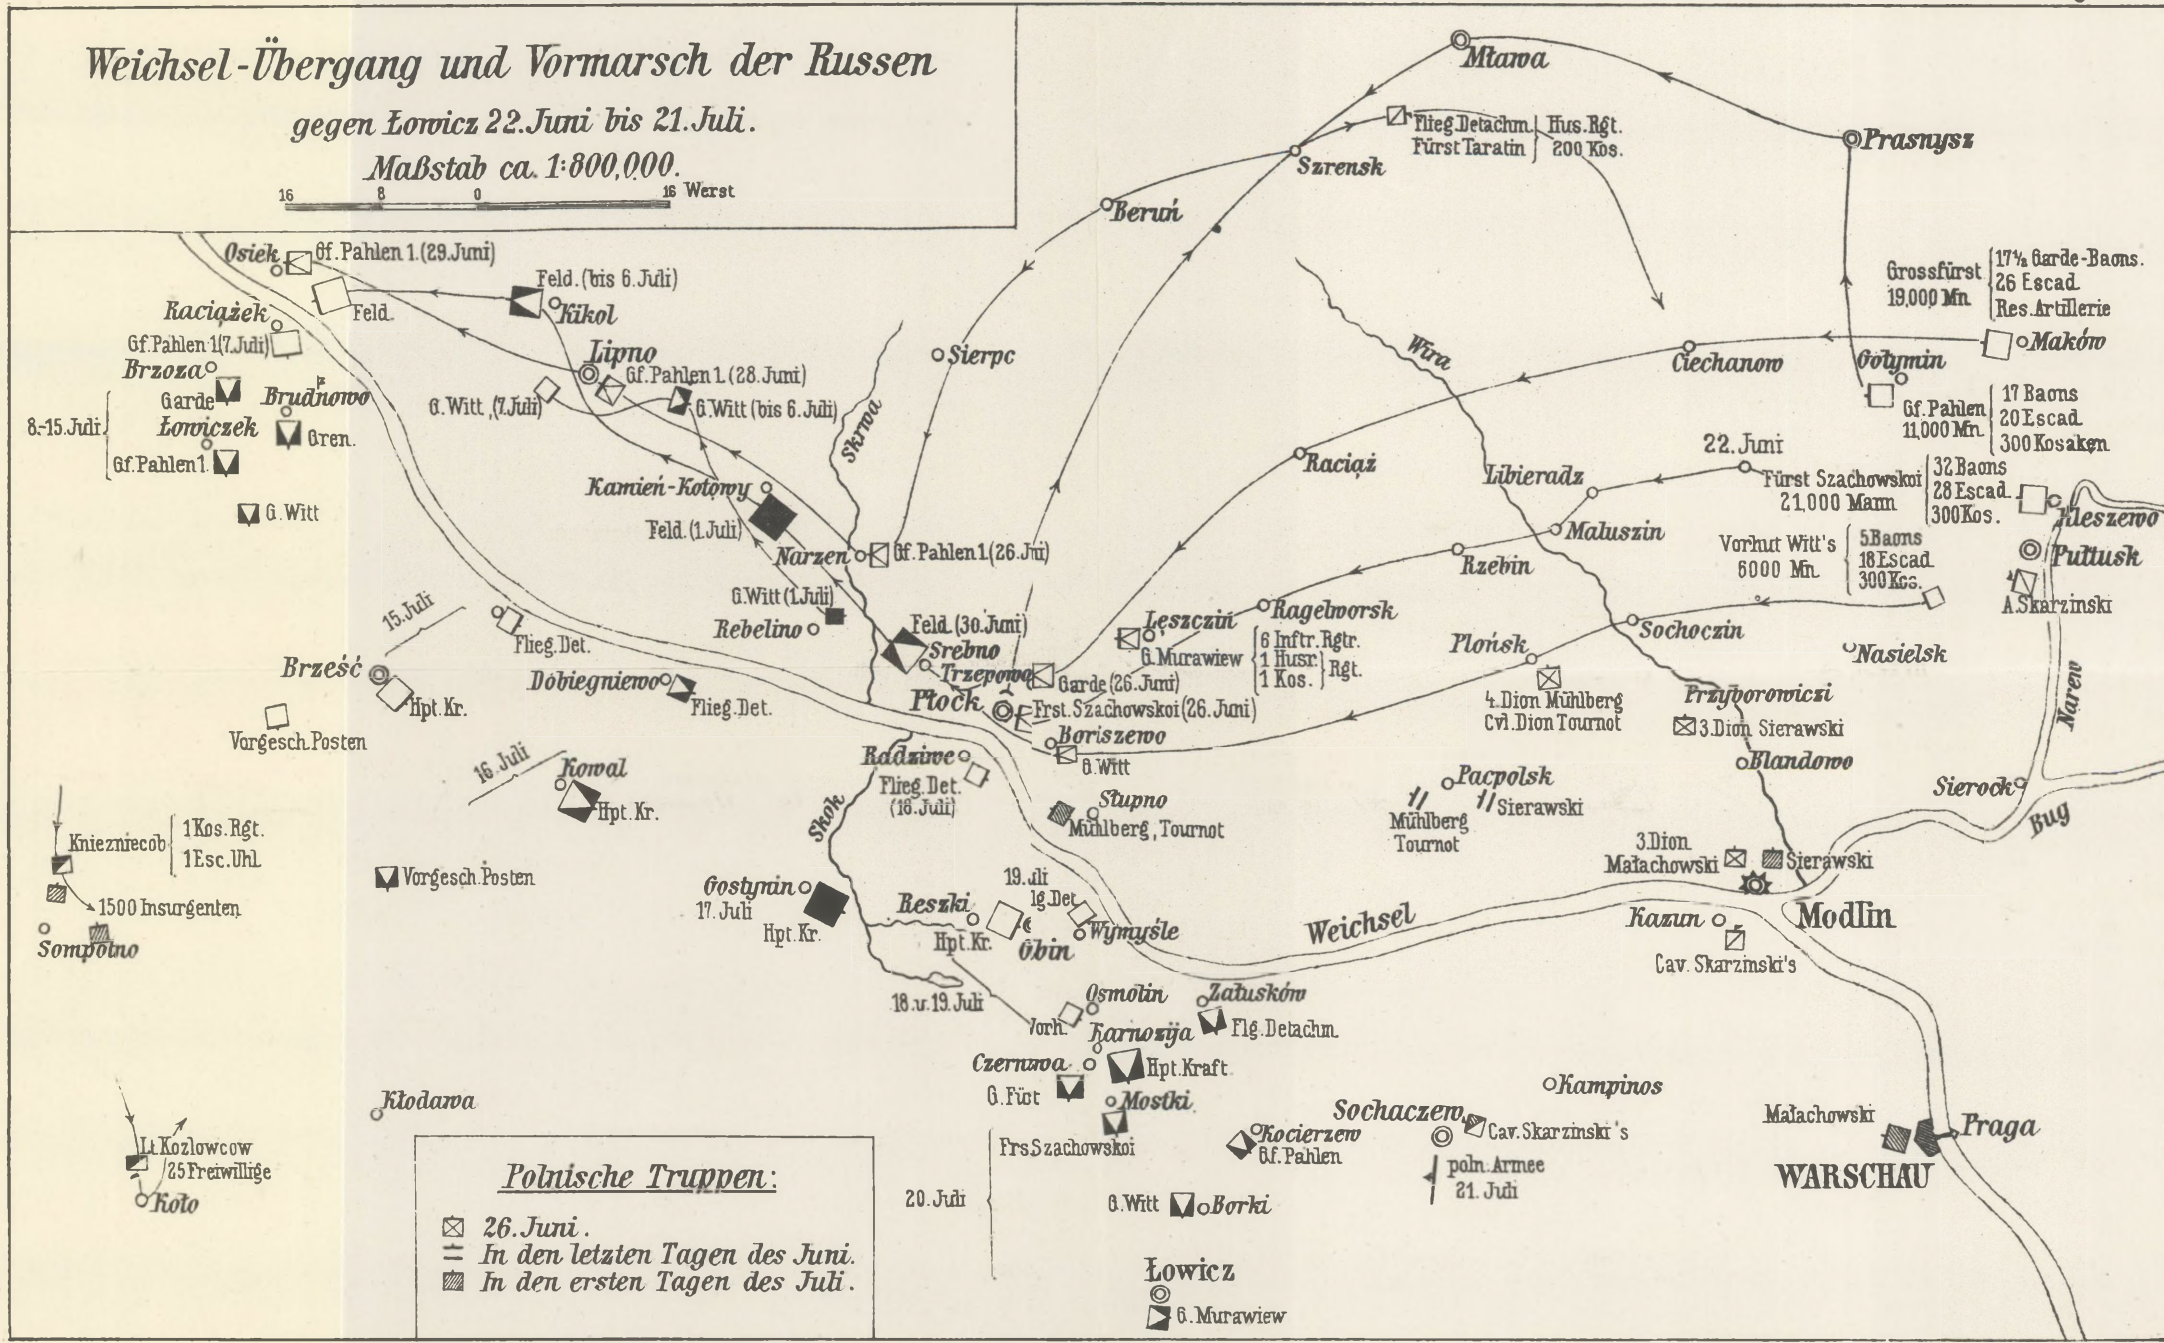 Weichsel-Übergang und Vormarsch der Russen
gegen Łowicz 22. Juni bis 21. Juli.
Maßstab ca. 1:800,000.
16 8 0 16 Werst
Mława
Flieg. Detachm.
Fürst Taratin
Hus. Rgt.
200 Kos.
Prasnysz
Szrensk
Beruń
Osiek
Gf. Pahlen 1. (29. Juni)
Feld. (bis 6. Juli)
Kikol
Feld.
Raciążek
Gf. Pahlen 1 (7. Juli)
Brzoza
Garde
Brudnowo
8.-15. Juli
Łowiczek
Gren.
Gf. Pahlen 1.
G. Witt
Lipno
Gf. Pahlen 1. (28. Juni)
G. Witt, (7. Juli)
G. Witt (bis 6. Juli)
Sierpc
Skrwa
Wira
Grossfürst
19,000 Mn.
17½ Garde-Baons.
26 Escad.
Res. Artillerie
Maków
Ciechanow
Gołymin
Gf. Pahlen
11,000 Mn.
17 Baons
20 Escad.
300 Kosaken
Raciąż
22. Juni
Libieradz
Fürst Szachowskoi
21,000 Mann
32 Baons
28 Escad.
300 Kos.
Kleszewo
Pułtusk
A. Skarzinski
Maluszin
Vorhut Witt's
6000 Mn.
5 Baons
18 Escad.
300 Kos.
Rzebin
Kamień-Kotowy
Feld. (1. Juli)
Narzen
Gf. Pahlen 1. (26. Jni)
G. Witt (1. Juli)
Rebelino
Feld. (30. Juni)
Srebno
Trzepowo
Płock
Garde (26. Juni)
Frst. Szachowskoi (26. Juni)
Boriszewo
G. Witt
Leszcziń
G. Murawiew
6 Inftr. Rgtr.
1 Husr.
1 Kos.
Rgt.
Ragelworsk
Płońsk
Sochoczin
Nasielsk
4. Dion Mühlberg
Cvl. Dion Tournot
Przyborowiczi
3. Dion Sierawski
Blandowo
Narew
Sierock
Bug
15. Juli
Flieg. Det.
Brześć
Hpt. Kr.
Dobiegniewo
Flieg. Det.
Vorgesch. Posten
16. Juli
Kowal
Hpt. Kr.
Radziwe
Flieg. Det.
(18. Juli)
Skok
Słupno
Mühlberg, Tournot
Pacpolsk
Mühlberg
Tournot
Sierawski
3. Dion
Małachowski
Sierawski
Modlin
Kazun
Cav. Skarzinski's
Weichsel
Kniezniecob
1 Kos. Rgt.
1 Esc. Uhl.
1500 Insurgenten
Sompolno
Vorgesch. Posten
Gostynin
17. Juli
Hpt. Kr.
Reszki
Hpt. Kr.
19. uli
lg. Det.
Gbin
Wymyśle
18. u. 19. Juli
Osmolin
Vorh.
Załusków
Flg. Detachm.
Karnozija
Czerniwa
Hpt. Kraft
G. Füст
Mostki
Frs. Szachowskoi
20. Juli
Kocierzew
Gf. Pahlen
G. Witt
Borki
Łowicz
G. Murawiew
Sochaczew
Cav. Skarzinski's
poln. Armee
21. Juli
Kampinos
Małachowski
Praga
WARSCHAU
Kłodawa
Lt. Kozlowcow
25 Freiwillige
Koło
Polnische Truppen:
26. Juni.
In den letzten Tagen des Juni.
In den ersten Tagen des Juli.